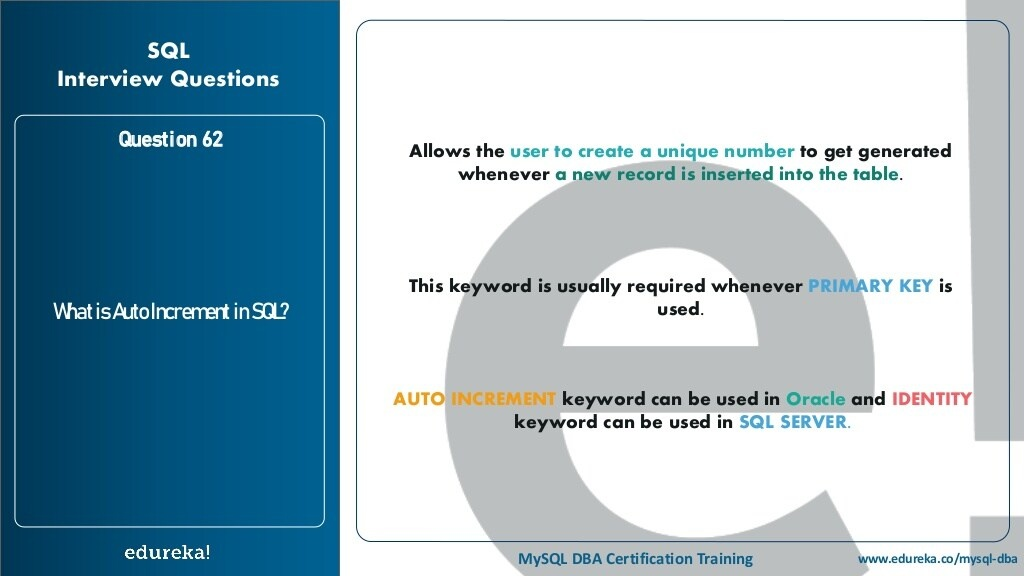 SQL
Interview Questions
Question 62
What is Auto Increment in SQL?
edureka!
Allows the user to create a unique number to get generated
whenever a new record is inserted into the table.
This keyword is usually required whenever PRIMARY KEY is
used.
AUTO INCREMENT keyword can be used in Oracle and IDENTITY
keyword can be used in SQL SERVER.
MySQL DBA Certification Training
www.edureka.co/mysql-dba